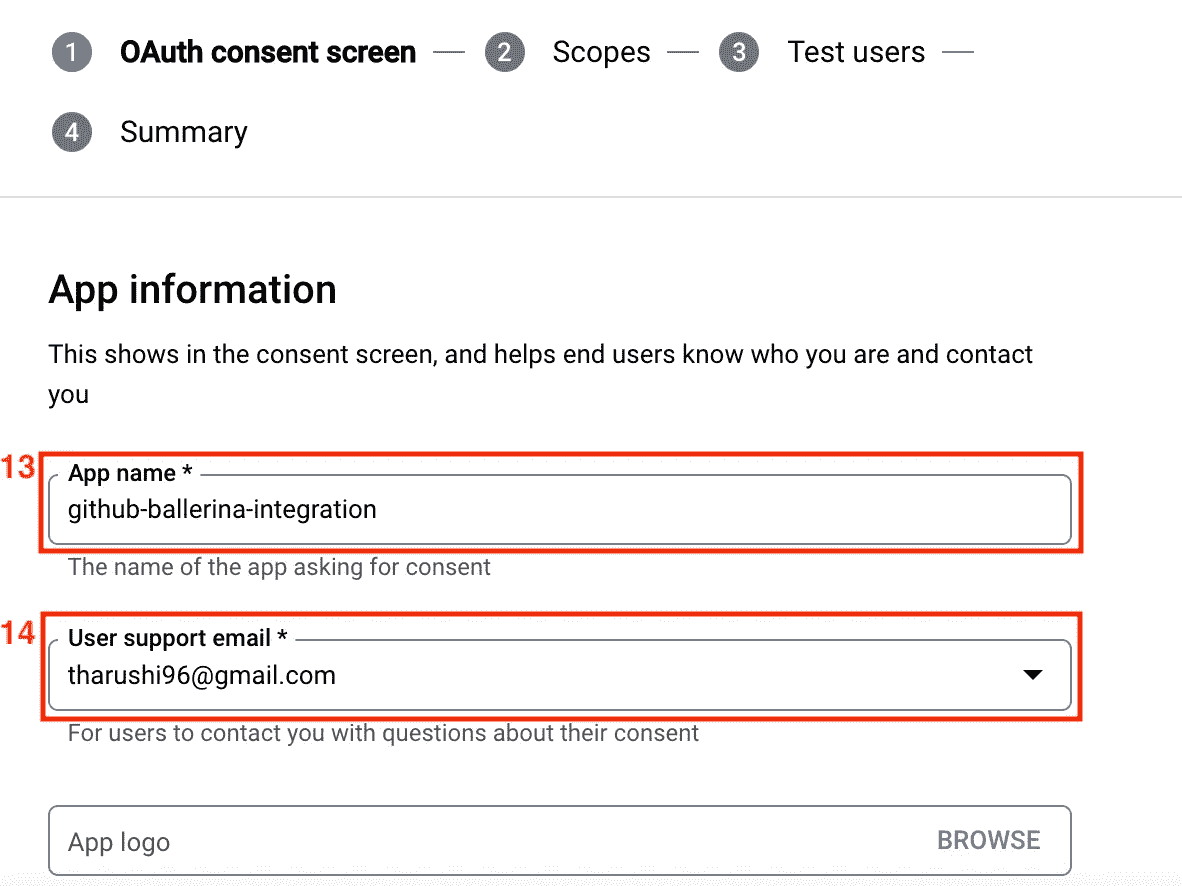 1 OAuth consent screen — 2 Scopes — 3 Test users —
4 Summary
App information
This shows in the consent screen, and helps end users know who you are and contact
you
13 App name *
github-ballerina-integration
The name of the app asking for consent
14 User support email *
tharushi96@gmail.com
For users to contact you with questions about their consent
App logo BROWSE